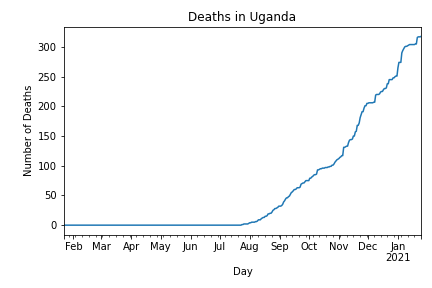 Deaths in Uganda
Number of Deaths
300
250
200
150
100
50
0
Feb Mar Apr May Jun Jul Aug Sep Oct Nov Dec Jan
2021
Day